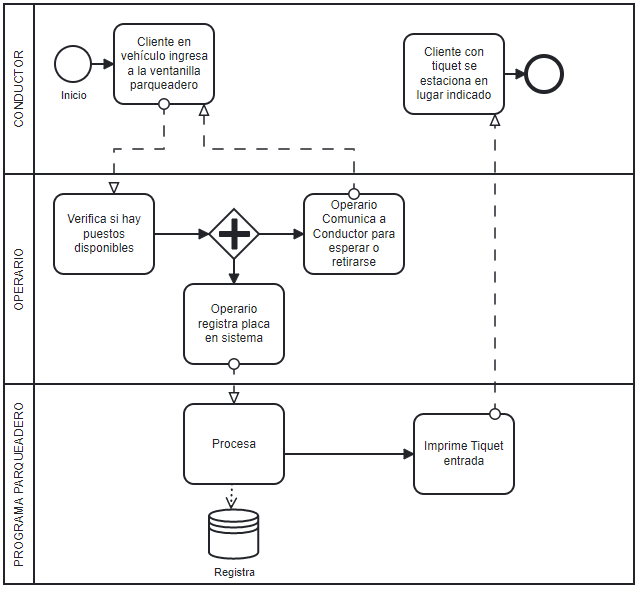 CONDUCTOR
Inicio
Cliente en
vehículo ingresa
a la ventanilla
parqueadero
Cliente con
tiquet se
estaciona en
lugar indicado
OPERARIO
Verifica si hay
puestos
disponibles
Operario
Comunica a
Conductor para
esperar o
retirarse
Operario
registra placa
en sistema
PROGRAMA PARQUEADERO
Procesa
Imprime Tiquet
entrada
Registra